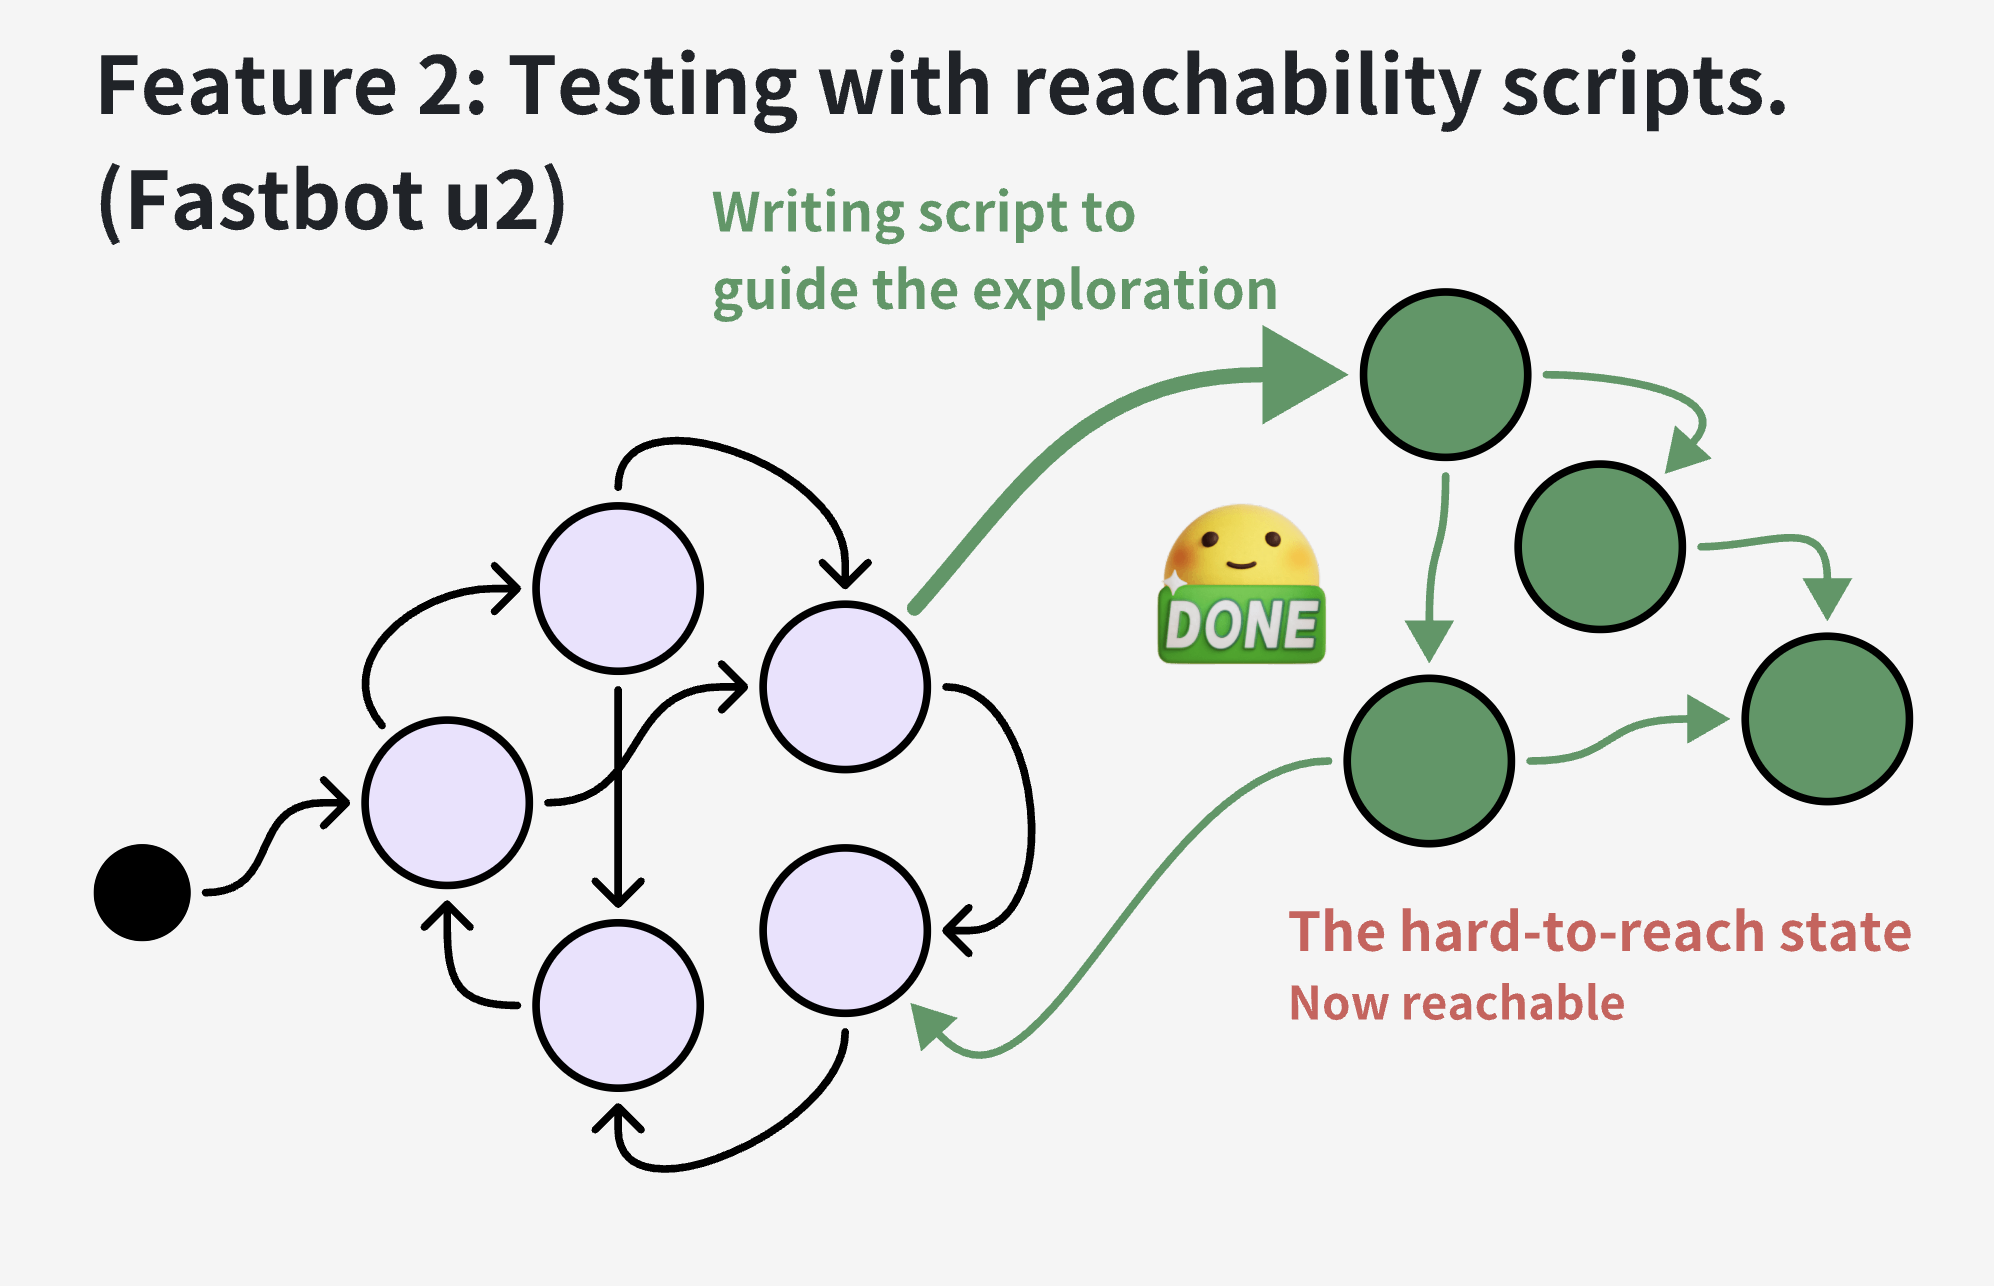 Feature 2: Testing with reachability scripts.
(Fastbot u2)
Writing script to
guide the exploration
DONE
The hard-to-reach state
Now reachable